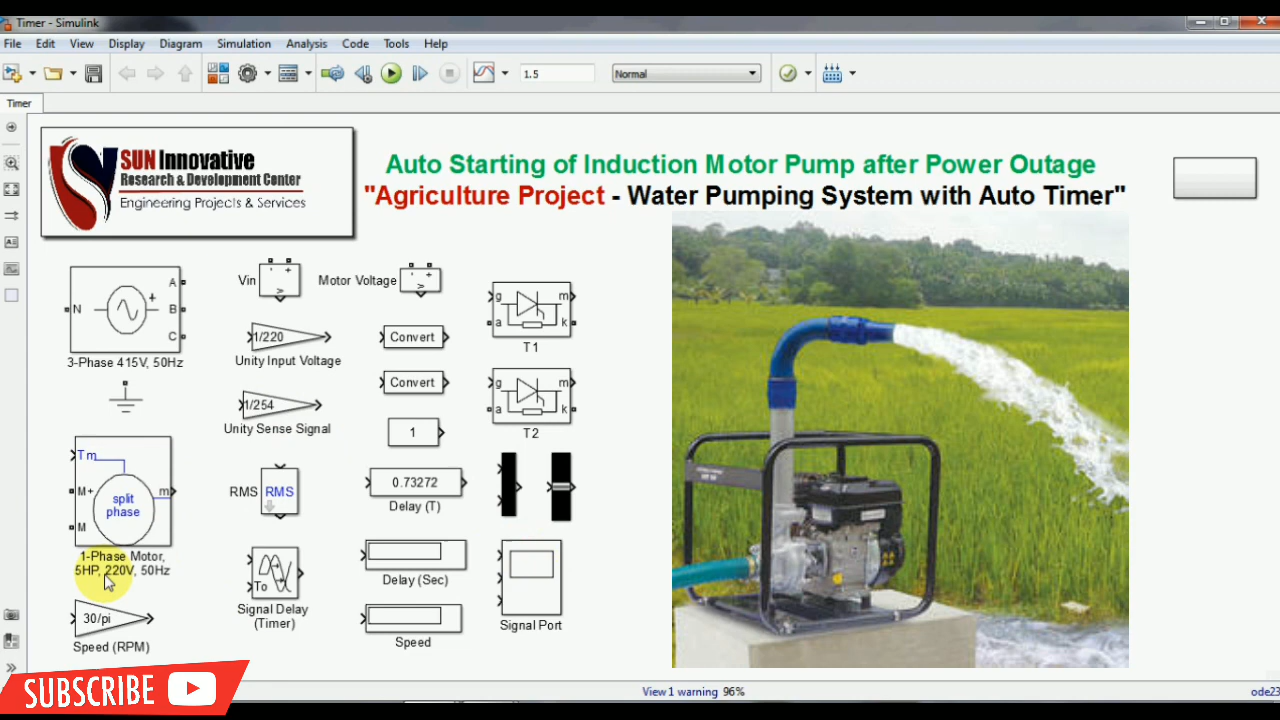 Timer - Simulink
File Edit View Display Diagram Simulation Analysis Code Tools Help
1.5 Normal
Timer
SUN Innovative
Research & Development Center
Engineering Projects & Services
Auto Starting of Induction Motor Pump after Power Outage
"Agriculture Project - Water Pumping System with Auto Timer"
N A B C
3-Phase 415V, 50Hz
Tm
M+
M
m
split
phase
1-Phase Motor,
5HP, 220V, 50Hz
30/pi
Speed (RPM)
Vin
1/220
Unity Input Voltage
1/254
Unity Sense Signal
RMS RMS
To
Signal Delay
(Timer)
Motor Voltage
Convert
Convert
1
0.73272
Delay (T)
Delay (Sec)
Speed
g m
a k
T1
g m
a k
T2
Signal Port
SUBSCRIBE
View 1 warning 96% ode23